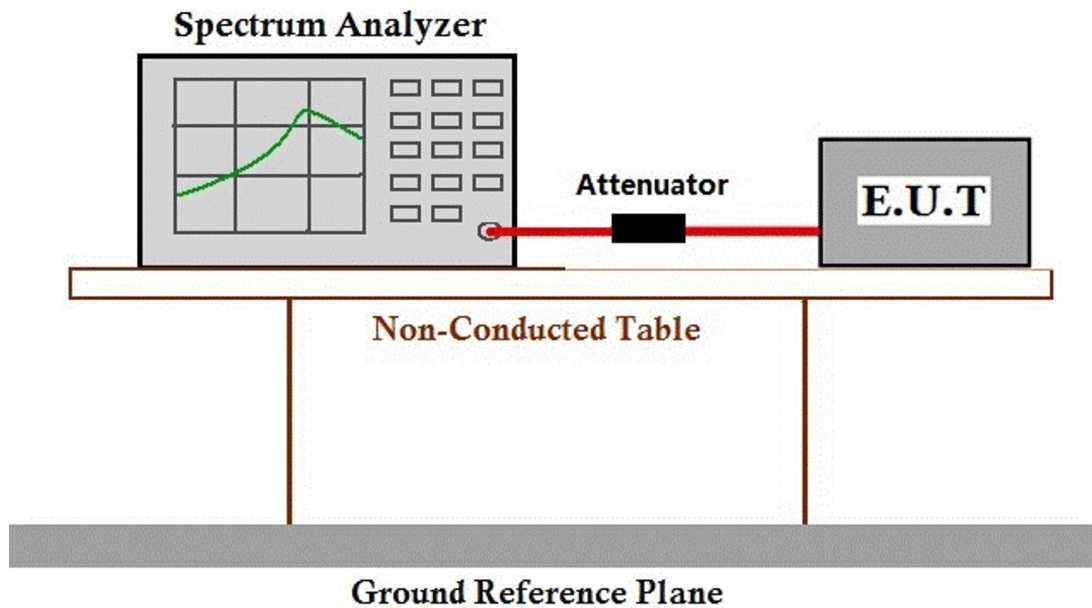 Spectrum Analyzer
Attenuator
E.U.T
Non-Conducted Table
Ground Reference Plane